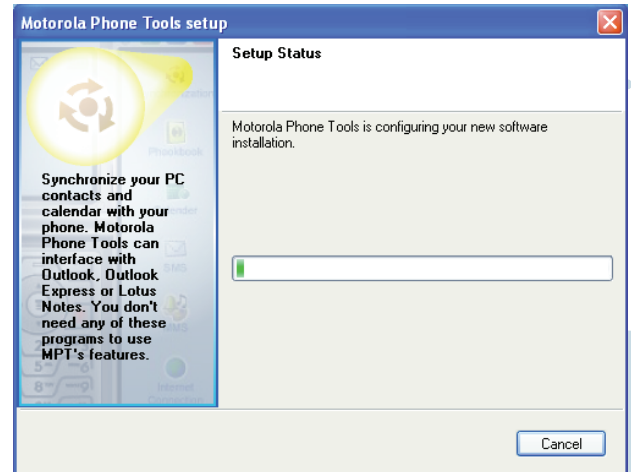 Motorola Phone Tools setup
Setup Status
Motorola Phone Tools is configuring your new software
installation.
Synchronize your PC
contacts and
calendar with your
phone. Motorola
Phone Tools can
interface with
Outlook, Outlook
Express or Lotus
Notes. You don't
need any of these
programs to use
MPT's features.
Phonebook
SMS
Internet
Connection
Cancel